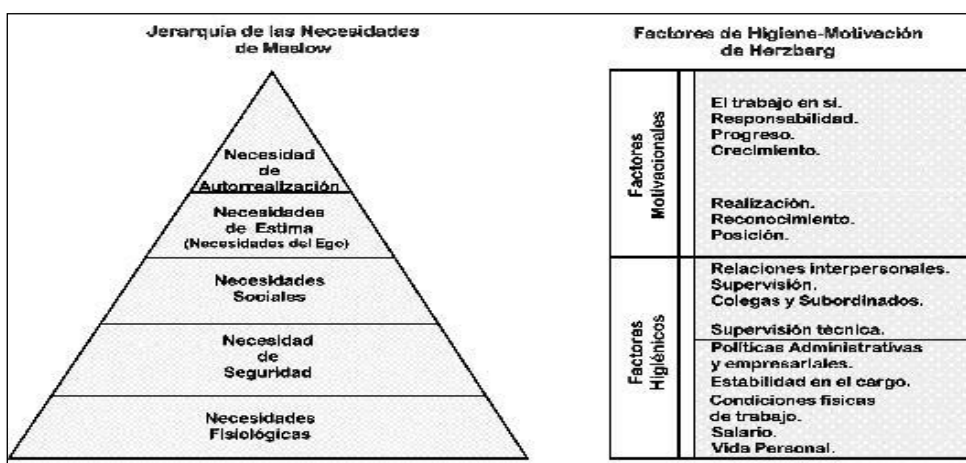 Jerarquía de las Necesidades
de Maslow
Necesidad
de
Autorrealización
Necesidades
de Estima
(Necesidades del Ego)
Necesidades
Sociales
Necesidad
de
Seguridad
Necesidades
Fisiológicas
Factores de Higiene-Motivación
de Herzberg
Factores
Motivacionales
El trabajo en sí.
Responsabilidad.
Progreso.
Crecimiento.
Realización.
Reconocimiento.
Posición.
Factores
Higiénicos
Relaciones interpersonales.
Supervisión.
Colegas y Subordinados.
Supervisión técnica.
Políticas Administrativas
y empresariales.
Estabilidad en el cargo.
Condiciones físicas
de trabajo.
Salario.
Vida Personal.